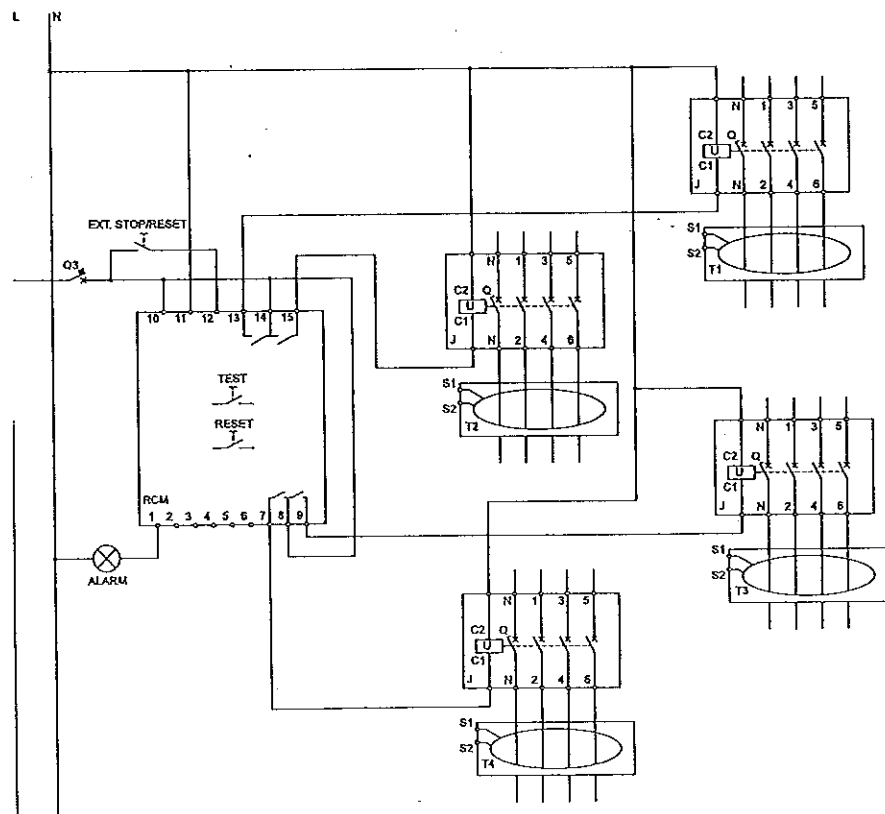 L N
N 1 3 5
C2 Q
U
C1
J N 2 4 6
S1
S2
T1
EXT. STOP/RESET
Q3
N 1 3 5
C2 Q
U
C1
J N 2 4 6
S1
S2
T2
10 11 12 13 14 15
TEST
RESET
RCM
1 2 3 4 5 6 7 8 9
ALARM
N 1 3 5
C2 Q
U
C1
J N 2 4 6
S1
S2
T3
N 1 3 5
C2 Q
U
C1
J N 2 4 6
S1
S2
T4